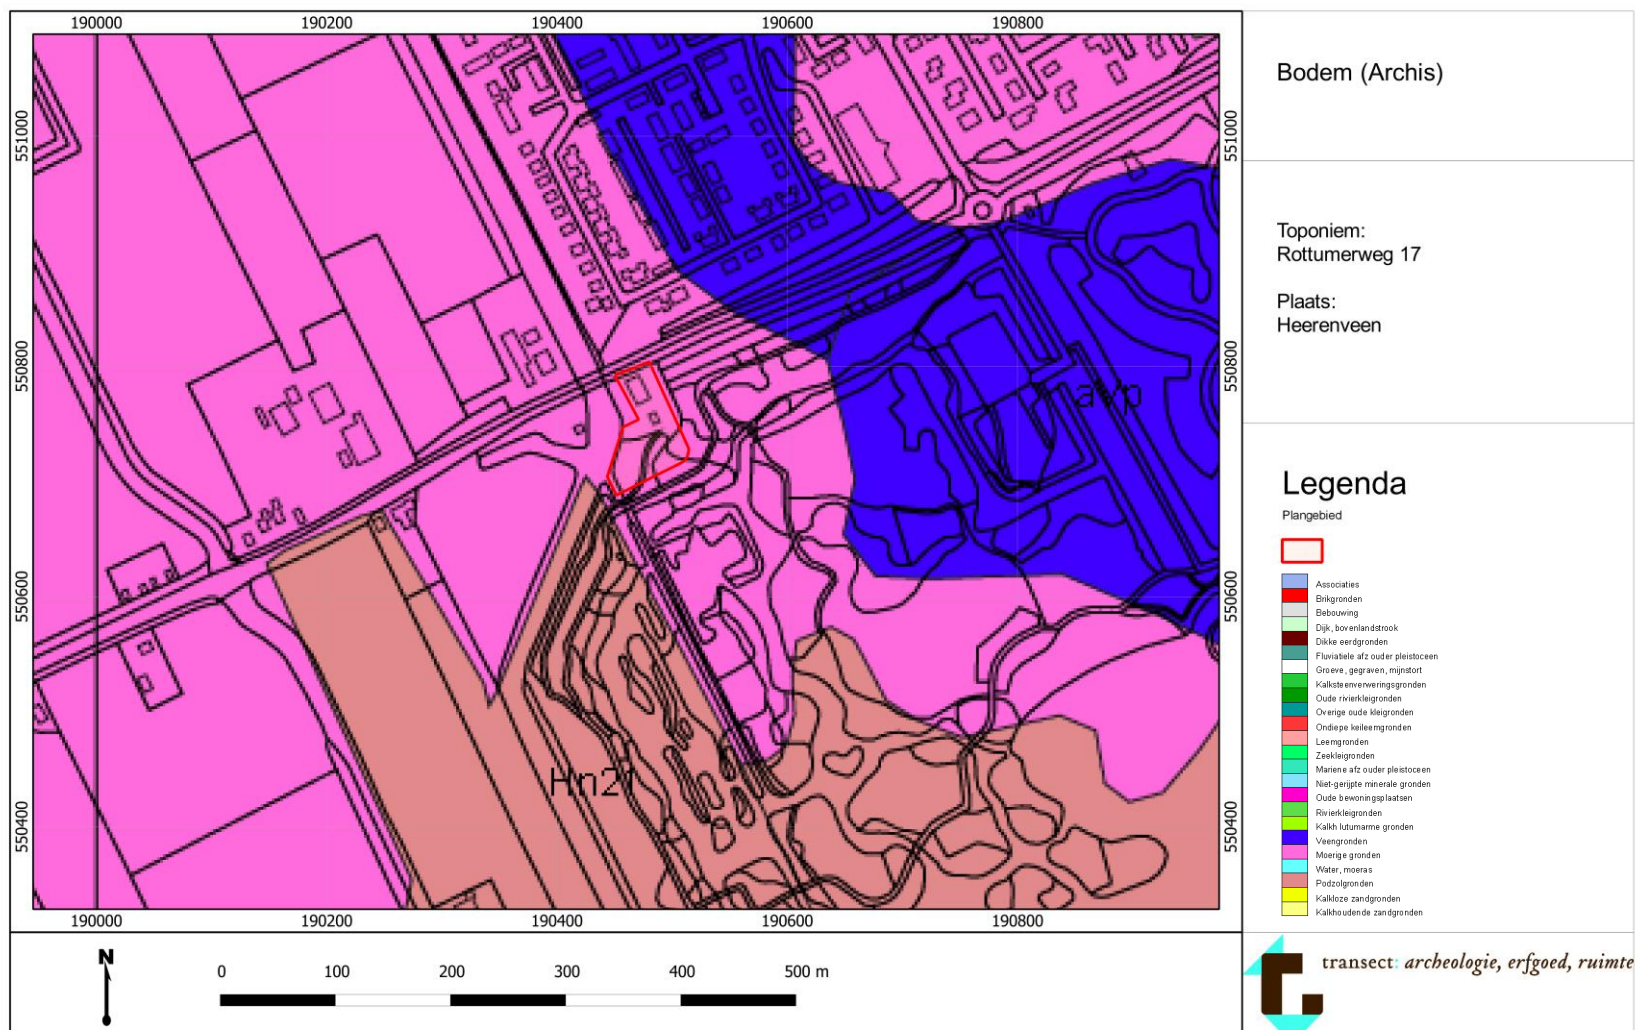 190000 190200 190400 190600 190800
551000 551000
550800 550800
550600 550600
550400 550400
aVp
Hn21
190000 190200 190400 190600 190800
N
0 100 200 300 400 500 m
Bodem (Archis)
Toponiem:
Rottumerweg 17
Plaats:
Heerenveen
Legenda
Plangebied
Associaties
Brikgronden
Bebouwing
Dijk, bovenlandstrook
Dikke eerdgronden
Fluviatiele afz ouder pleistoceen
Groeve, gegraven, mijnstort
Kalksteenverweringsgronden
Oude rivierkleigronden
Overige oude kleigronden
Ondiepe keileemgronden
Leemgronden
Zeekleigronden
Mariene afz ouder pleistoceen
Niet-gerijpte minerale gronden
Oude bewoningsplaatsen
Rivierkleigronden
Kalkh lutumarme gronden
Veengronden
Moerige gronden
Water, moeras
Podzolgronden
Kalkloze zandgronden
Kalkhoudende zandgronden
transect: archeologie, erfgoed, ruimte